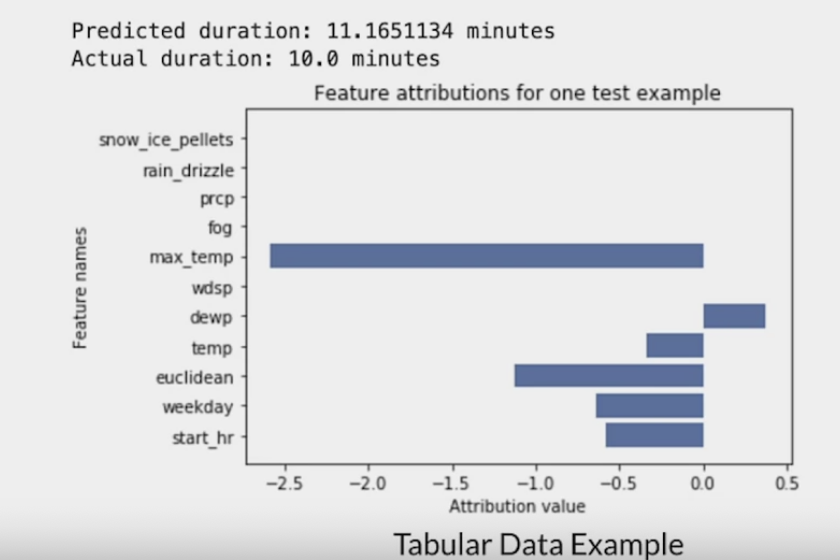 Predicted duration: 11.1651134 minutes
Actual duration: 10.0 minutes
Feature attributions for one test example
Feature names
snow_ice_pellets
rain_drizzle
prcp
fog
max_temp
wdsp
dewp
temp
euclidean
weekday
start_hr
−2.5 −2.0 −1.5 −1.0 −0.5 0.0 0.5
Attribution value
Tabular Data Example